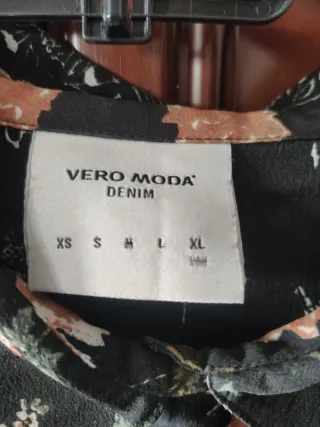 VERO MODA
DENIM
XS S M L XL